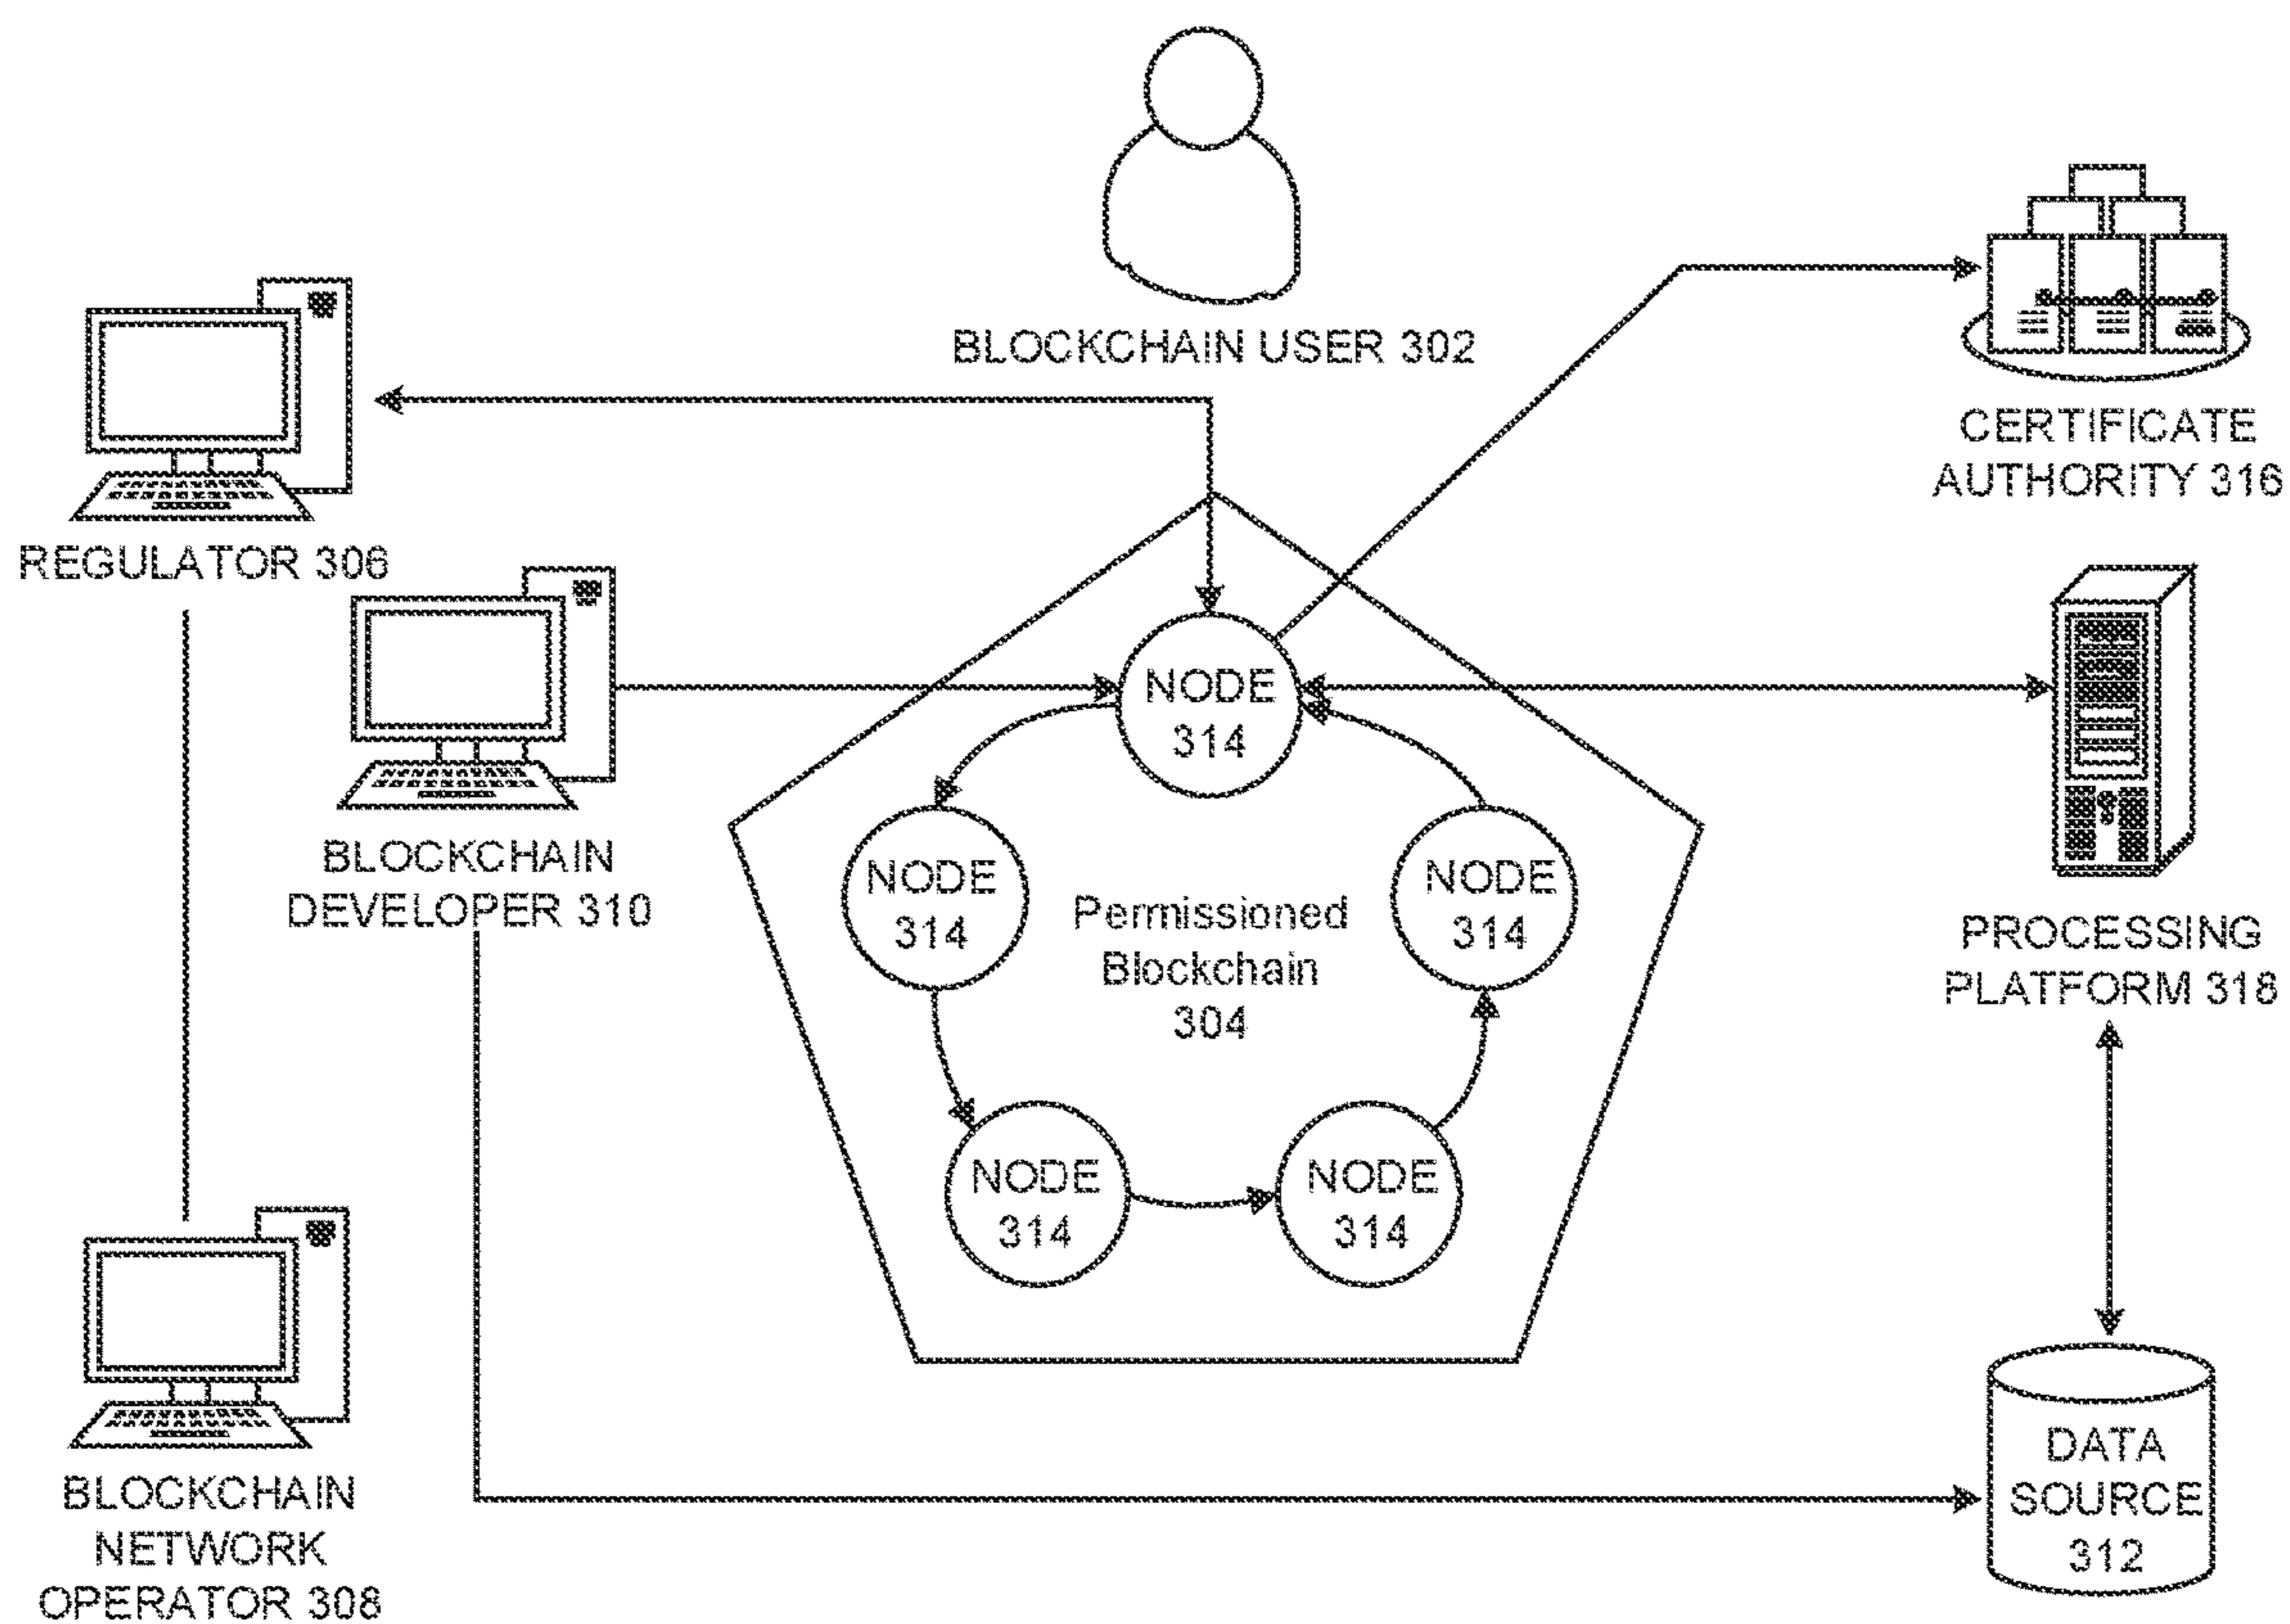 BLOCKCHAIN USER 302
CERTIFICATE
AUTHORITY 316
REGULATOR 306
BLOCKCHAIN
DEVELOPER 310
NODE
314
NODE
314
Permissioned
Blockchain
304
NODE
314
PROCESSING
PLATFORM 318
NODE
314
NODE
314
BLOCKCHAIN
NETWORK
OPERATOR 308
DATA
SOURCE
312